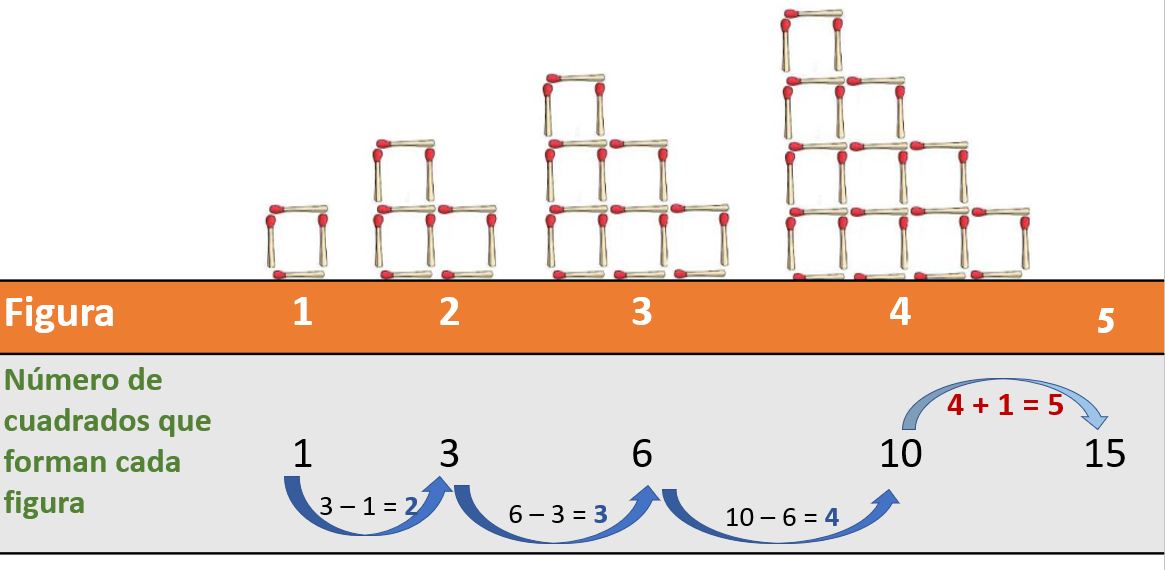 Figura 1 2 3 4 5
Número de
cuadrados que
forman cada
figura
1 3 6 10 15
3 – 1 = 2
6 – 3 = 3
10 – 6 = 4
4 + 1 = 5